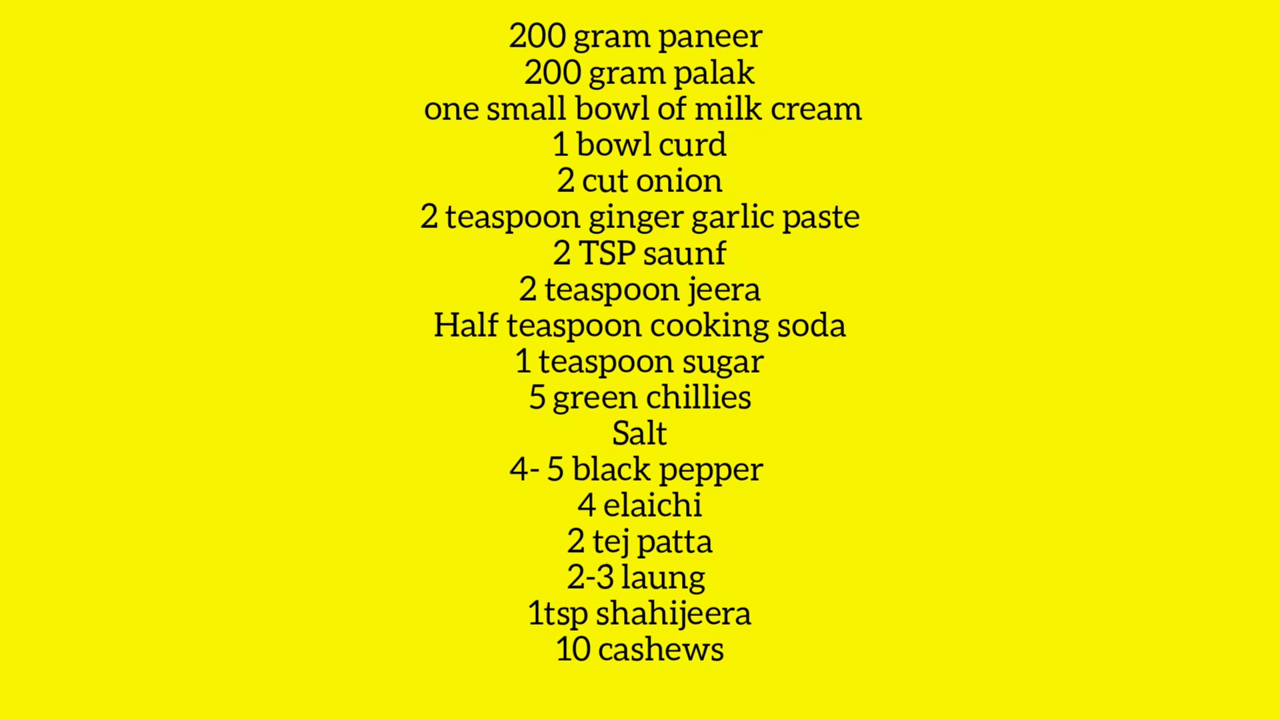 200 gram paneer
200 gram palak
one small bowl of milk cream
1 bowl curd
2 cut onion
2 teaspoon ginger garlic paste
2 TSP saunf
2 teaspoon jeera
Half teaspoon cooking soda
1 teaspoon sugar
5 green chillies
Salt
4- 5 black pepper
4 elaichi
2 tej patta
2-3 laung
1tsp shahijeera
10 cashews